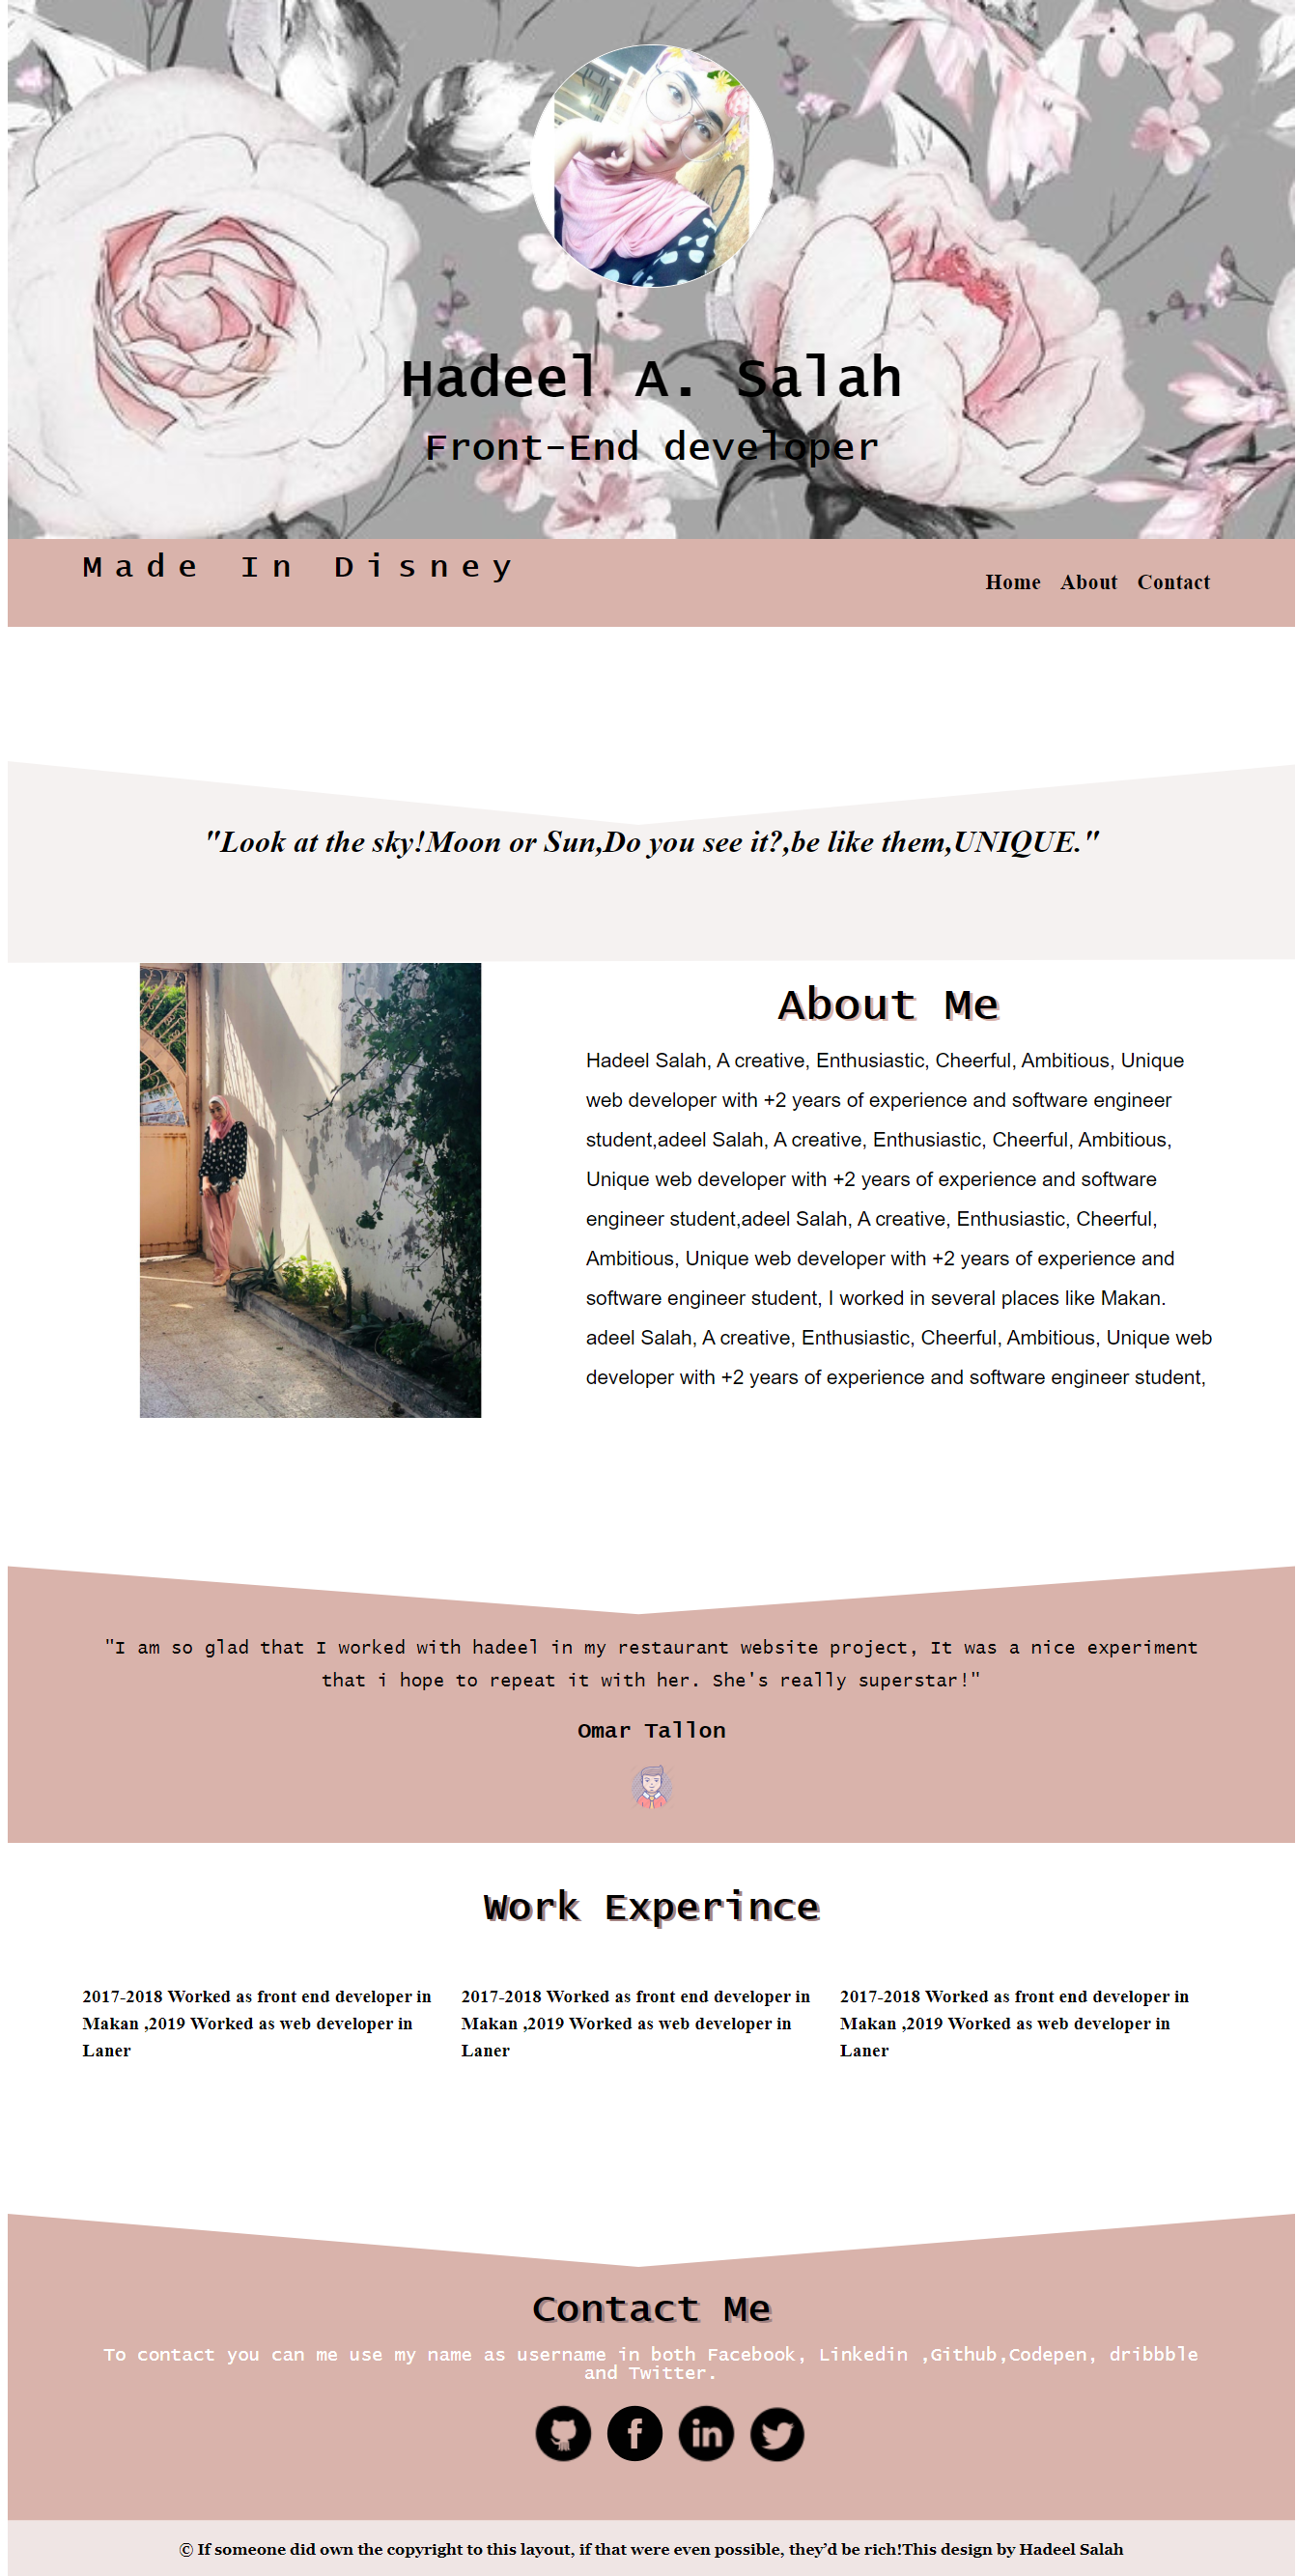 Hadeel A. Salah
Front-End developer
Made In Disney
Home About Contact
"Look at the sky!Moon or Sun,Do you see it?,be like them,UNIQUE."
About Me
Hadeel Salah, A creative, Enthusiastic, Cheerful, Ambitious, Unique
web developer with +2 years of experience and software engineer
student,adeel Salah, A creative, Enthusiastic, Cheerful, Ambitious,
Unique web developer with +2 years of experience and software
engineer student,adeel Salah, A creative, Enthusiastic, Cheerful,
Ambitious, Unique web developer with +2 years of experience and
software engineer student, I worked in several places like Makan.
adeel Salah, A creative, Enthusiastic, Cheerful, Ambitious, Unique web
developer with +2 years of experience and software engineer student,
"I am so glad that I worked with hadeel in my restaurant website project, It was a nice experiment
that i hope to repeat it with her. She's really superstar!"
Omar Tallon
Work Experince
2017-2018 Worked as front end developer in
Makan ,2019 Worked as web developer in
Laner
2017-2018 Worked as front end developer in
Makan ,2019 Worked as web developer in
Laner
2017-2018 Worked as front end developer in
Makan ,2019 Worked as web developer in
Laner
Contact Me
To contact you can me use my name as username in both Facebook, Linkedin ,Github,Codepen, dribbble
and Twitter.
© If someone did own the copyright to this layout, if that were even possible, they’d be rich!This design by Hadeel Salah